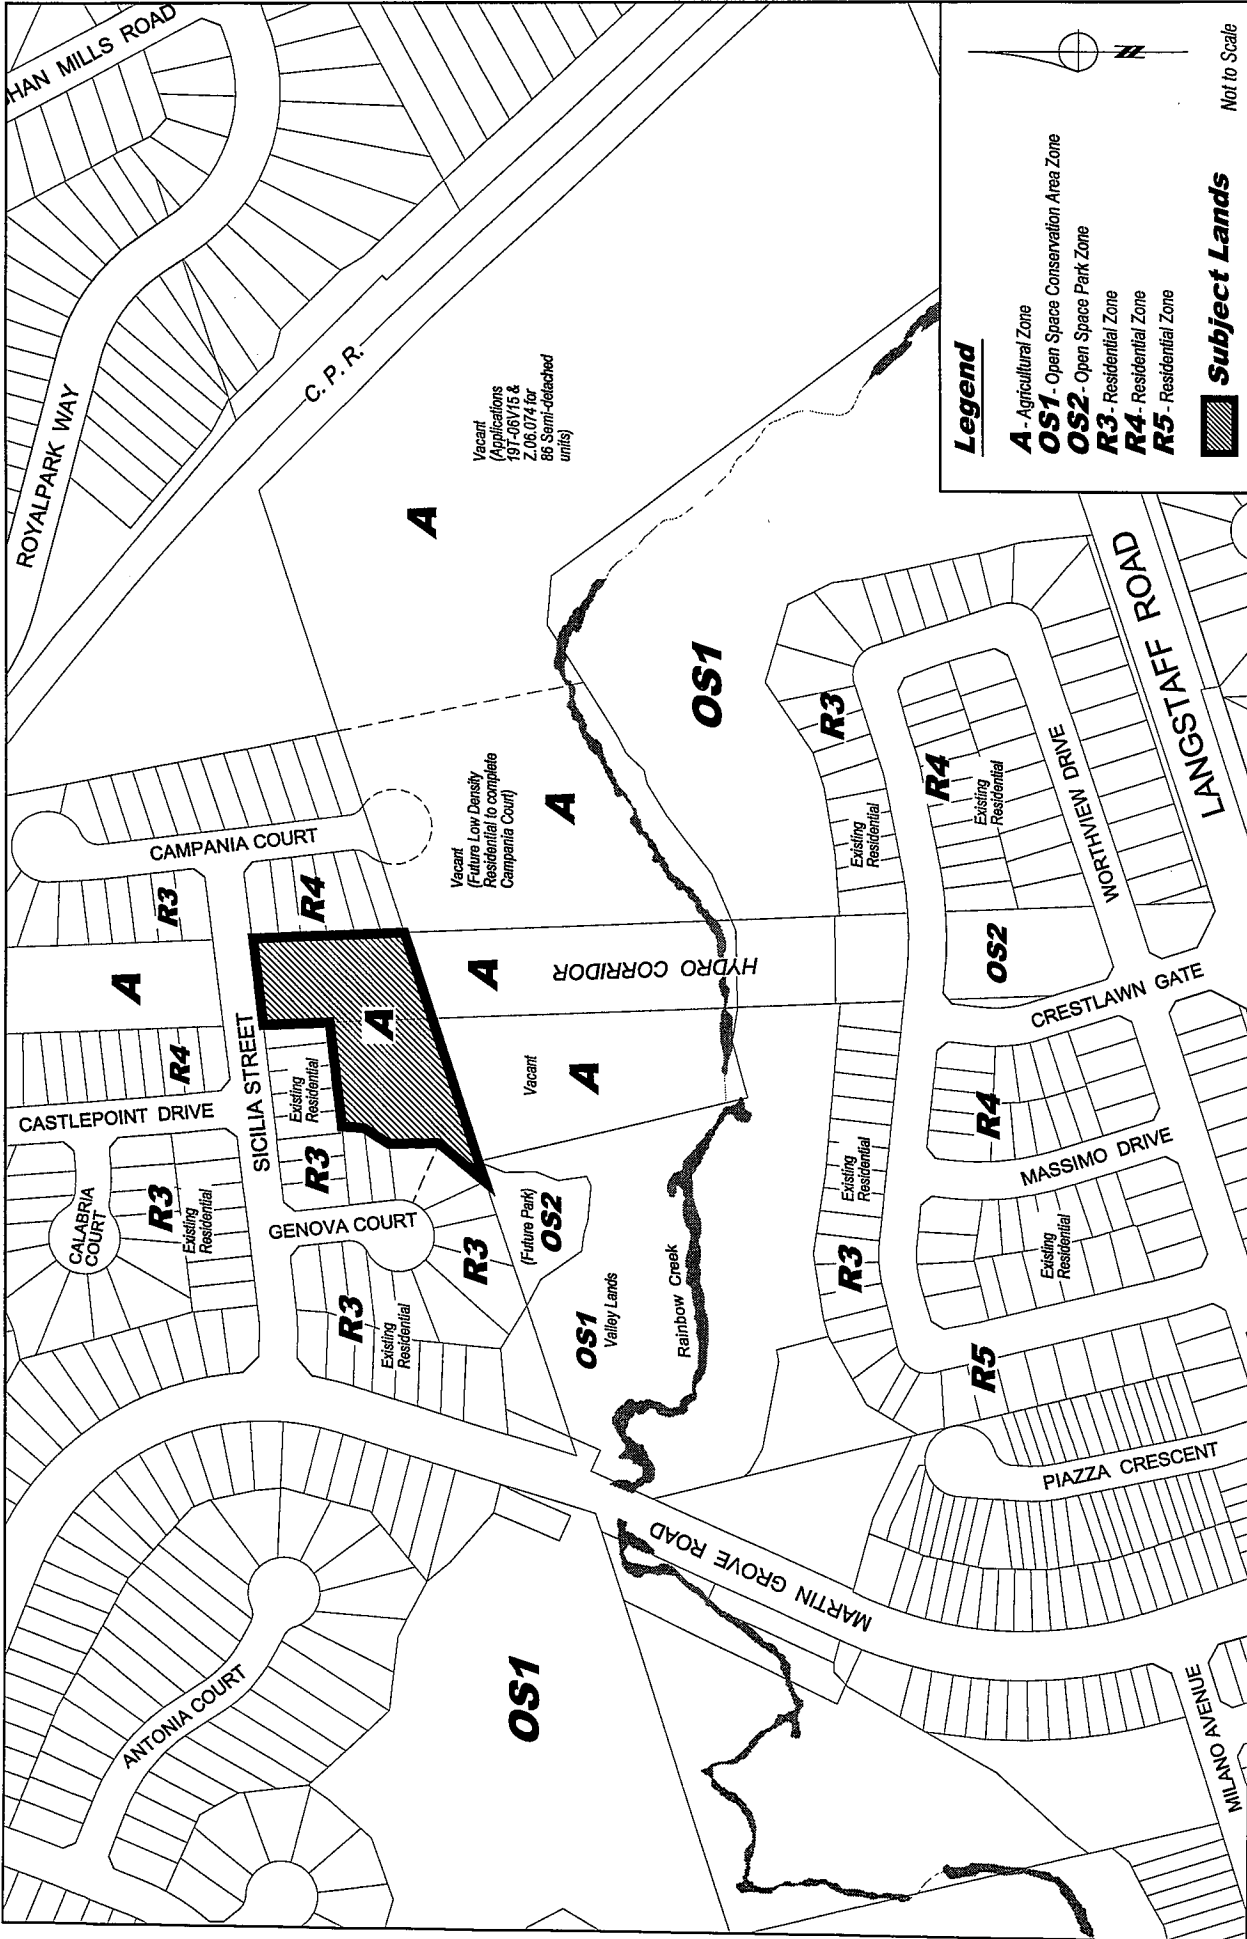 ROYALPARK WAY
C. P. R.
Vacant
(Applications
19T-06V15 &
Z.06.074 for
86 Semi-detached
units)
A
CAMPANIA COURT
R3
R4
A
Vacant
(Future Low Density
Residential to complete
Campania Court)
A
A
HYDRO CORRIDOR
A
CASTLEPOINT DRIVE
R4
SICILIA STREET
Existing
Residential
R3
Vacant
A
CALABRIA
COURT
R3
Existing
Residential
GENOVA COURT
R3
Existing
Residential
R3
(Future Park)
OS2
OS1
Valley Lands
Rainbow Creek
ANTONIA COURT
OS1
MARTIN GROVE ROAD
OS1
R3
Existing
Residential
R4
Existing
Residential
WORTHVIEW DRIVE
LANGSTAFF ROAD
OS2
CRESTLAWN GATE
R4
MASSIMO DRIVE
Existing
Residential
R3
Existing
Residential
R5
PIAZZA CRESCENT
MILANO AVENUE
Legend
A - Agricultural Zone
OS1 - Open Space Conservation Area Zone
OS2 - Open Space Park Zone
R3 - Residential Zone
R4 - Residential Zone
R5 - Residential Zone
Subject Lands
N
Not to Scale
MILLS ROAD